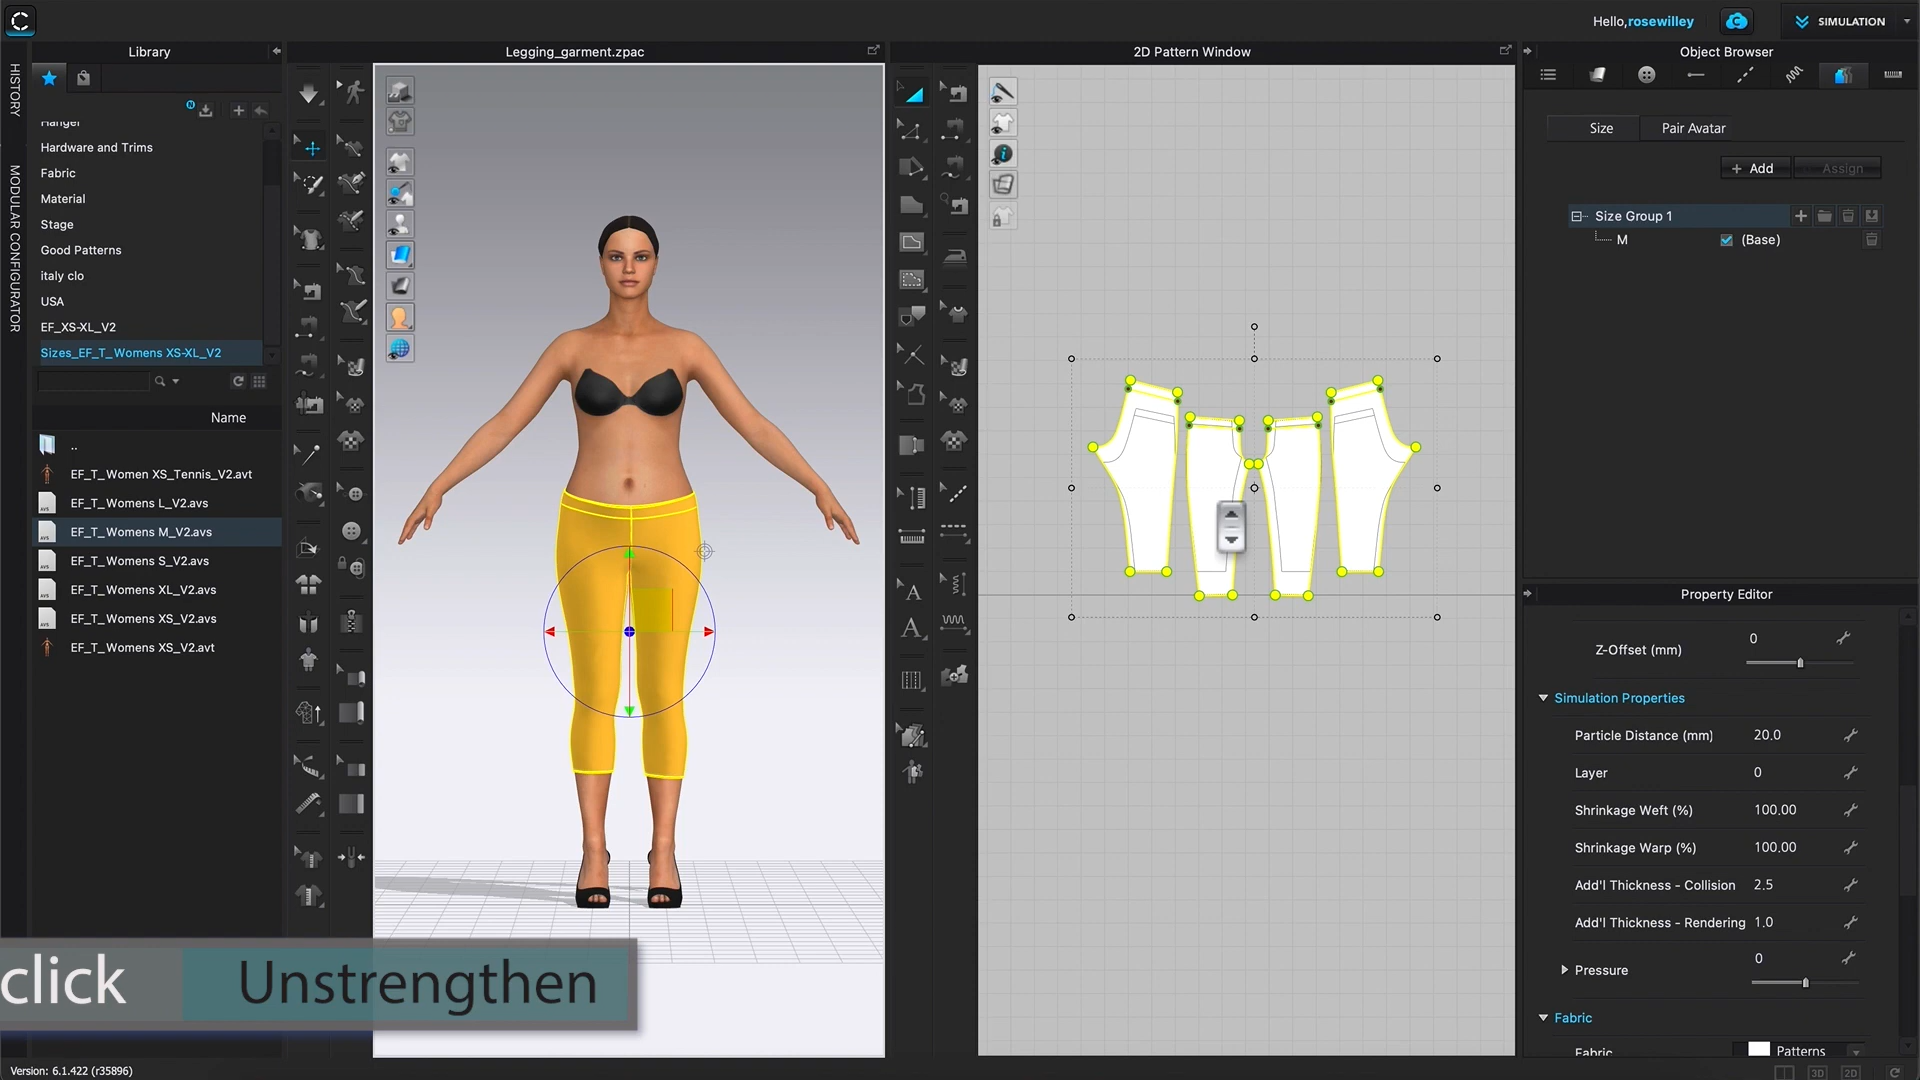 Hello,rosewilley
SIMULATION
HISTORY
MODULAR CONFIGURATOR
Library
Hanger
Hardware and Trims
Fabric
Material
Stage
Good Patterns
italy clo
USA
EF_XS-XL_V2
Sizes_EF_T_Womens XS-XL_V2
Name
..
EF_T_Women XS_Tennis_V2.avt
EF_T_Womens L_V2.avs
EF_T_Womens M_V2.avs
EF_T_Womens S_V2.avs
EF_T_Womens XL_V2.avs
EF_T_Womens XS_V2.avs
EF_T_Womens XS_V2.avt
Legging_garment.zpac
2D Pattern Window
Object Browser
Size
Pair Avatar
+ Add
Assign
Size Group 1
M
(Base)
Property Editor
Z-Offset (mm)
0
Simulation Properties
Particle Distance (mm) 20.0
Layer 0
Shrinkage Weft (%) 100.00
Shrinkage Warp (%) 100.00
Add'l Thickness - Collision 2.5
Add'l Thickness - Rendering 1.0
Pressure 0
Fabric
Fabric Patterns
click Unstrengthen
Version: 6.1.422 (r35896)
3D
2D